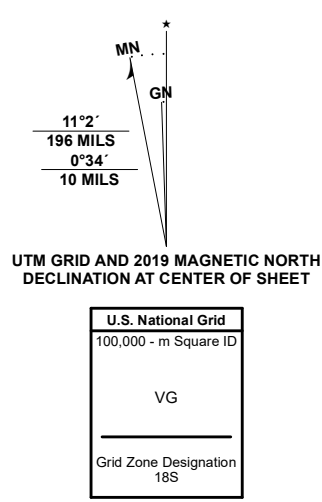 MN
GN
11°2´
196 MILS
0°34´
10 MILS
UTM GRID AND 2019 MAGNETIC NORTH
DECLINATION AT CENTER OF SHEET
U.S. National Grid
100,000 - m Square ID
VG
Grid Zone Designation
18S